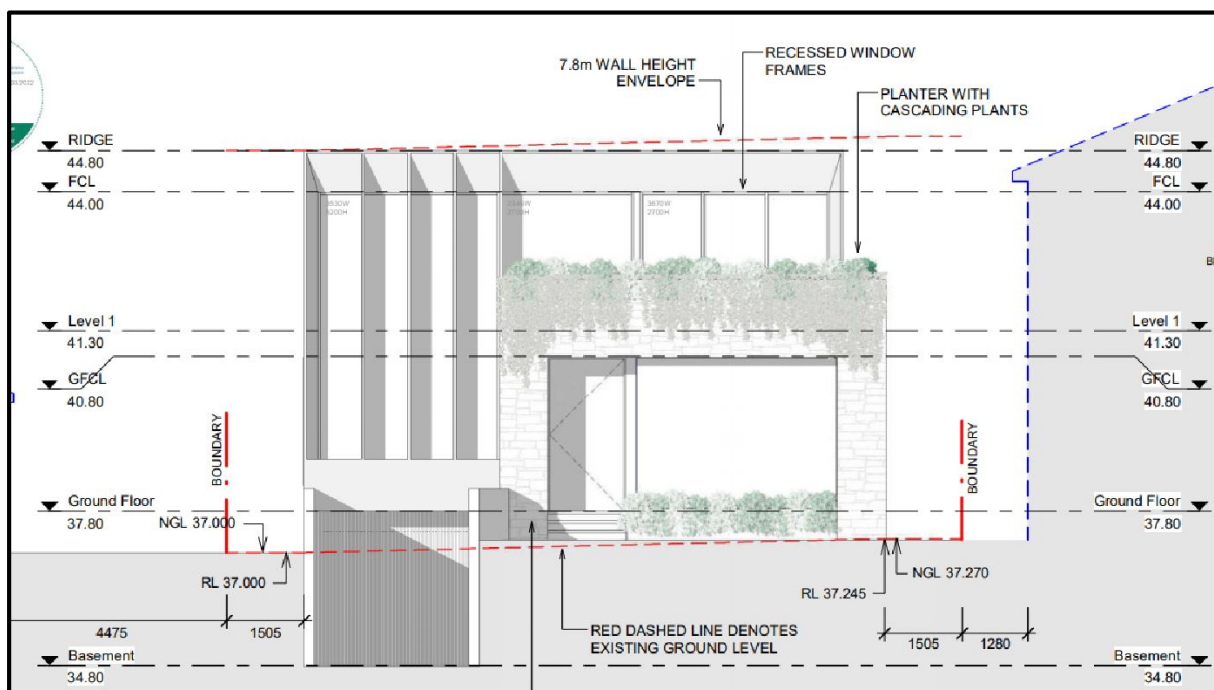 7.8m WALL HEIGHT
ENVELOPE
RECESSED WINDOW
FRAMES
PLANTER WITH
CASCADING PLANTS
RIDGE
44.80
FCL
44.00
RIDGE
44.80
FCL
44.00
3670W
2700H
Level 1
41.30
GFCL
40.80
Level 1
41.30
GFCL
40.80
BOUNDARY
BOUNDARY
Ground Floor
37.80
Ground Floor
37.80
NGL 37.000
RL 37.000
NGL 37.270
RL 37.245
4475
1505
RED DASHED LINE DENOTES
EXISTING GROUND LEVEL
1505
1280
Basement
34.80
Basement
34.80